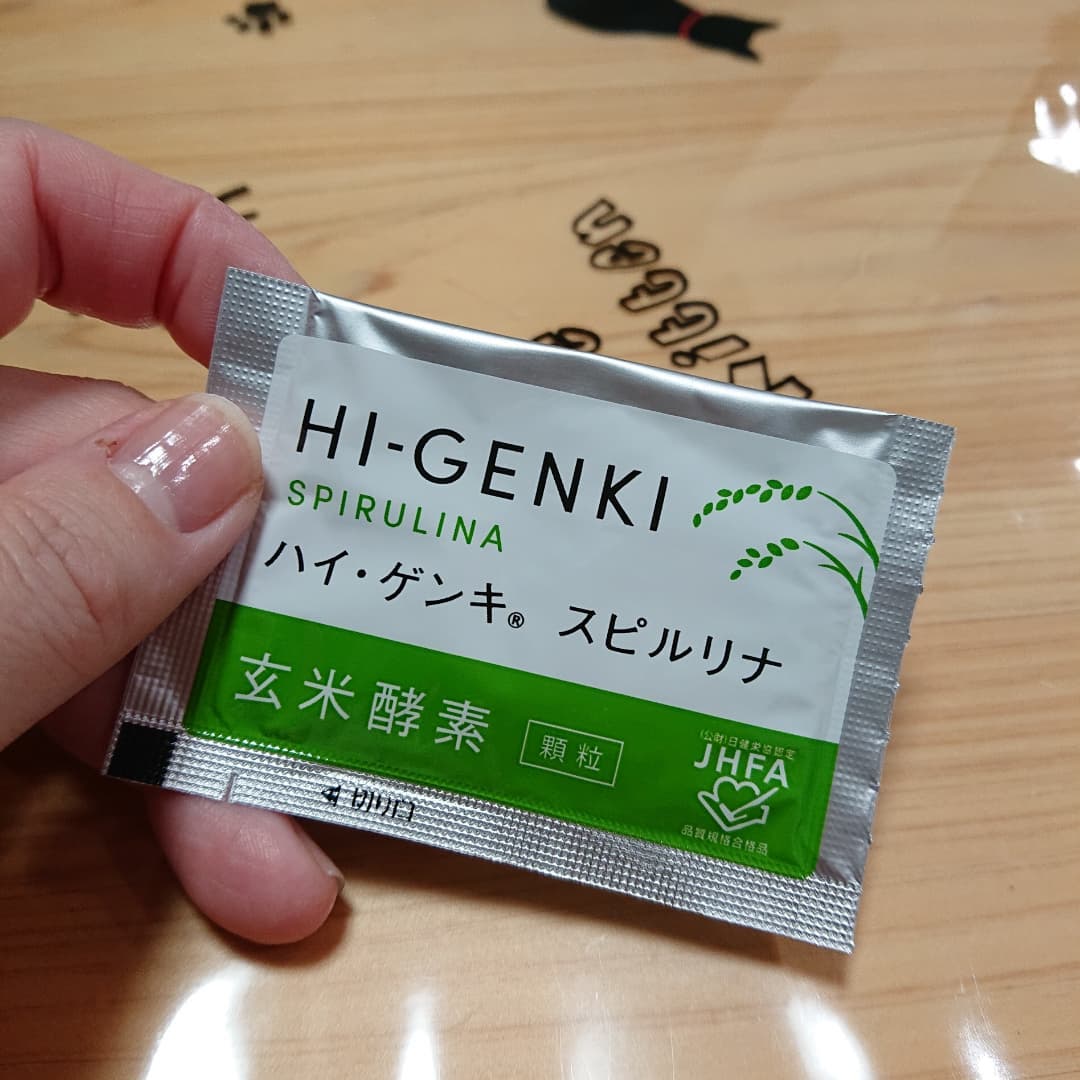 HI-GENKI
SPIRULINA
ハイ・ゲンキ® スピルリナ
玄米酵素
顆粒
(公財)日健栄協認定
JHFA
品質規格合格品
切り口